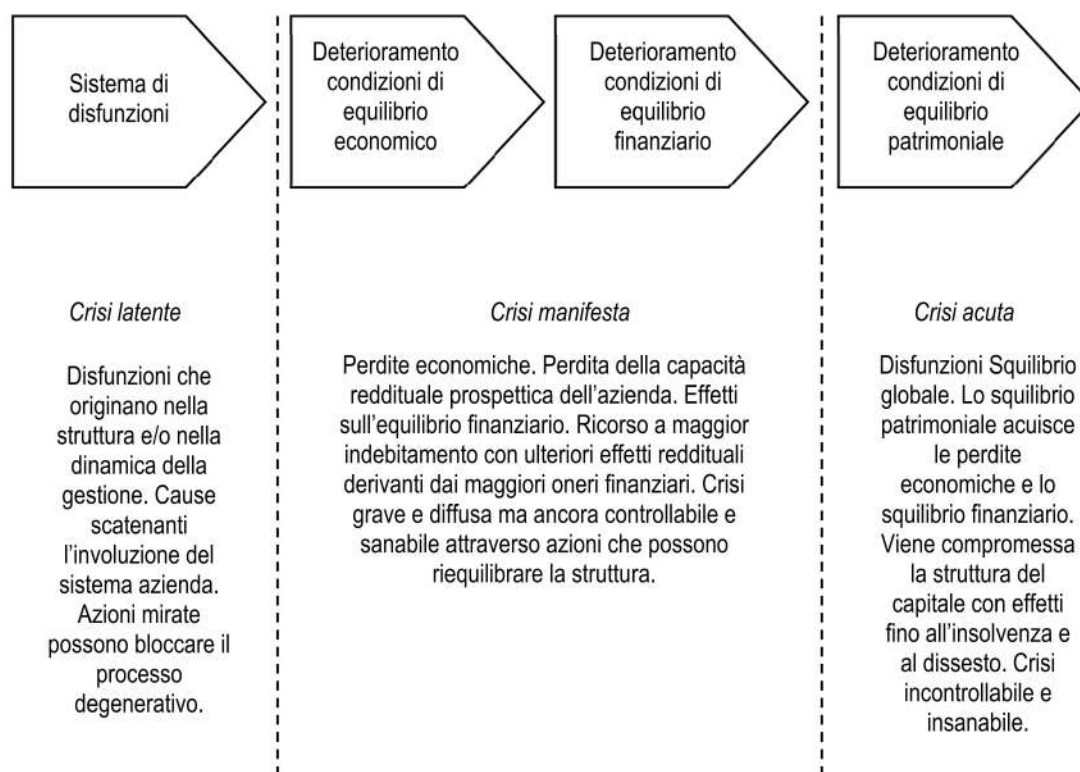 Sistema di
disfunzioni
Deterioramento
condizioni di
equilibrio
economico
Deterioramento
condizioni di
equilibrio
finanziario
Deterioramento
condizioni di
equilibrio
patrimoniale
Crisi latente
Disfunzioni che
originano nella
struttura e/o nella
dinamica della
gestione. Cause
scatenanti
l’involuzione del
sistema azienda.
Azioni mirate
possono bloccare il
processo
degenerativo.
Crisi manifesta
Perdite economiche. Perdita della capacità
reddituale prospettica dell’azienda. Effetti
sull’equilibrio finanziario. Ricorso a maggior
indebitamento con ulteriori effetti reddituali
derivanti dai maggiori oneri finanziari. Crisi
grave e diffusa ma ancora controllabile e
sanabile attraverso azioni che possono
riequilibrare la struttura.
Crisi acuta
Disfunzioni Squilibrio
globale. Lo squilibrio
patrimoniale acuisce
le perdite
economiche e lo
squilibrio finanziario.
Viene compromessa
la struttura del
capitale con effetti
fino all’insolvenza e
al dissesto. Crisi
incontrollabile e
insanabile.